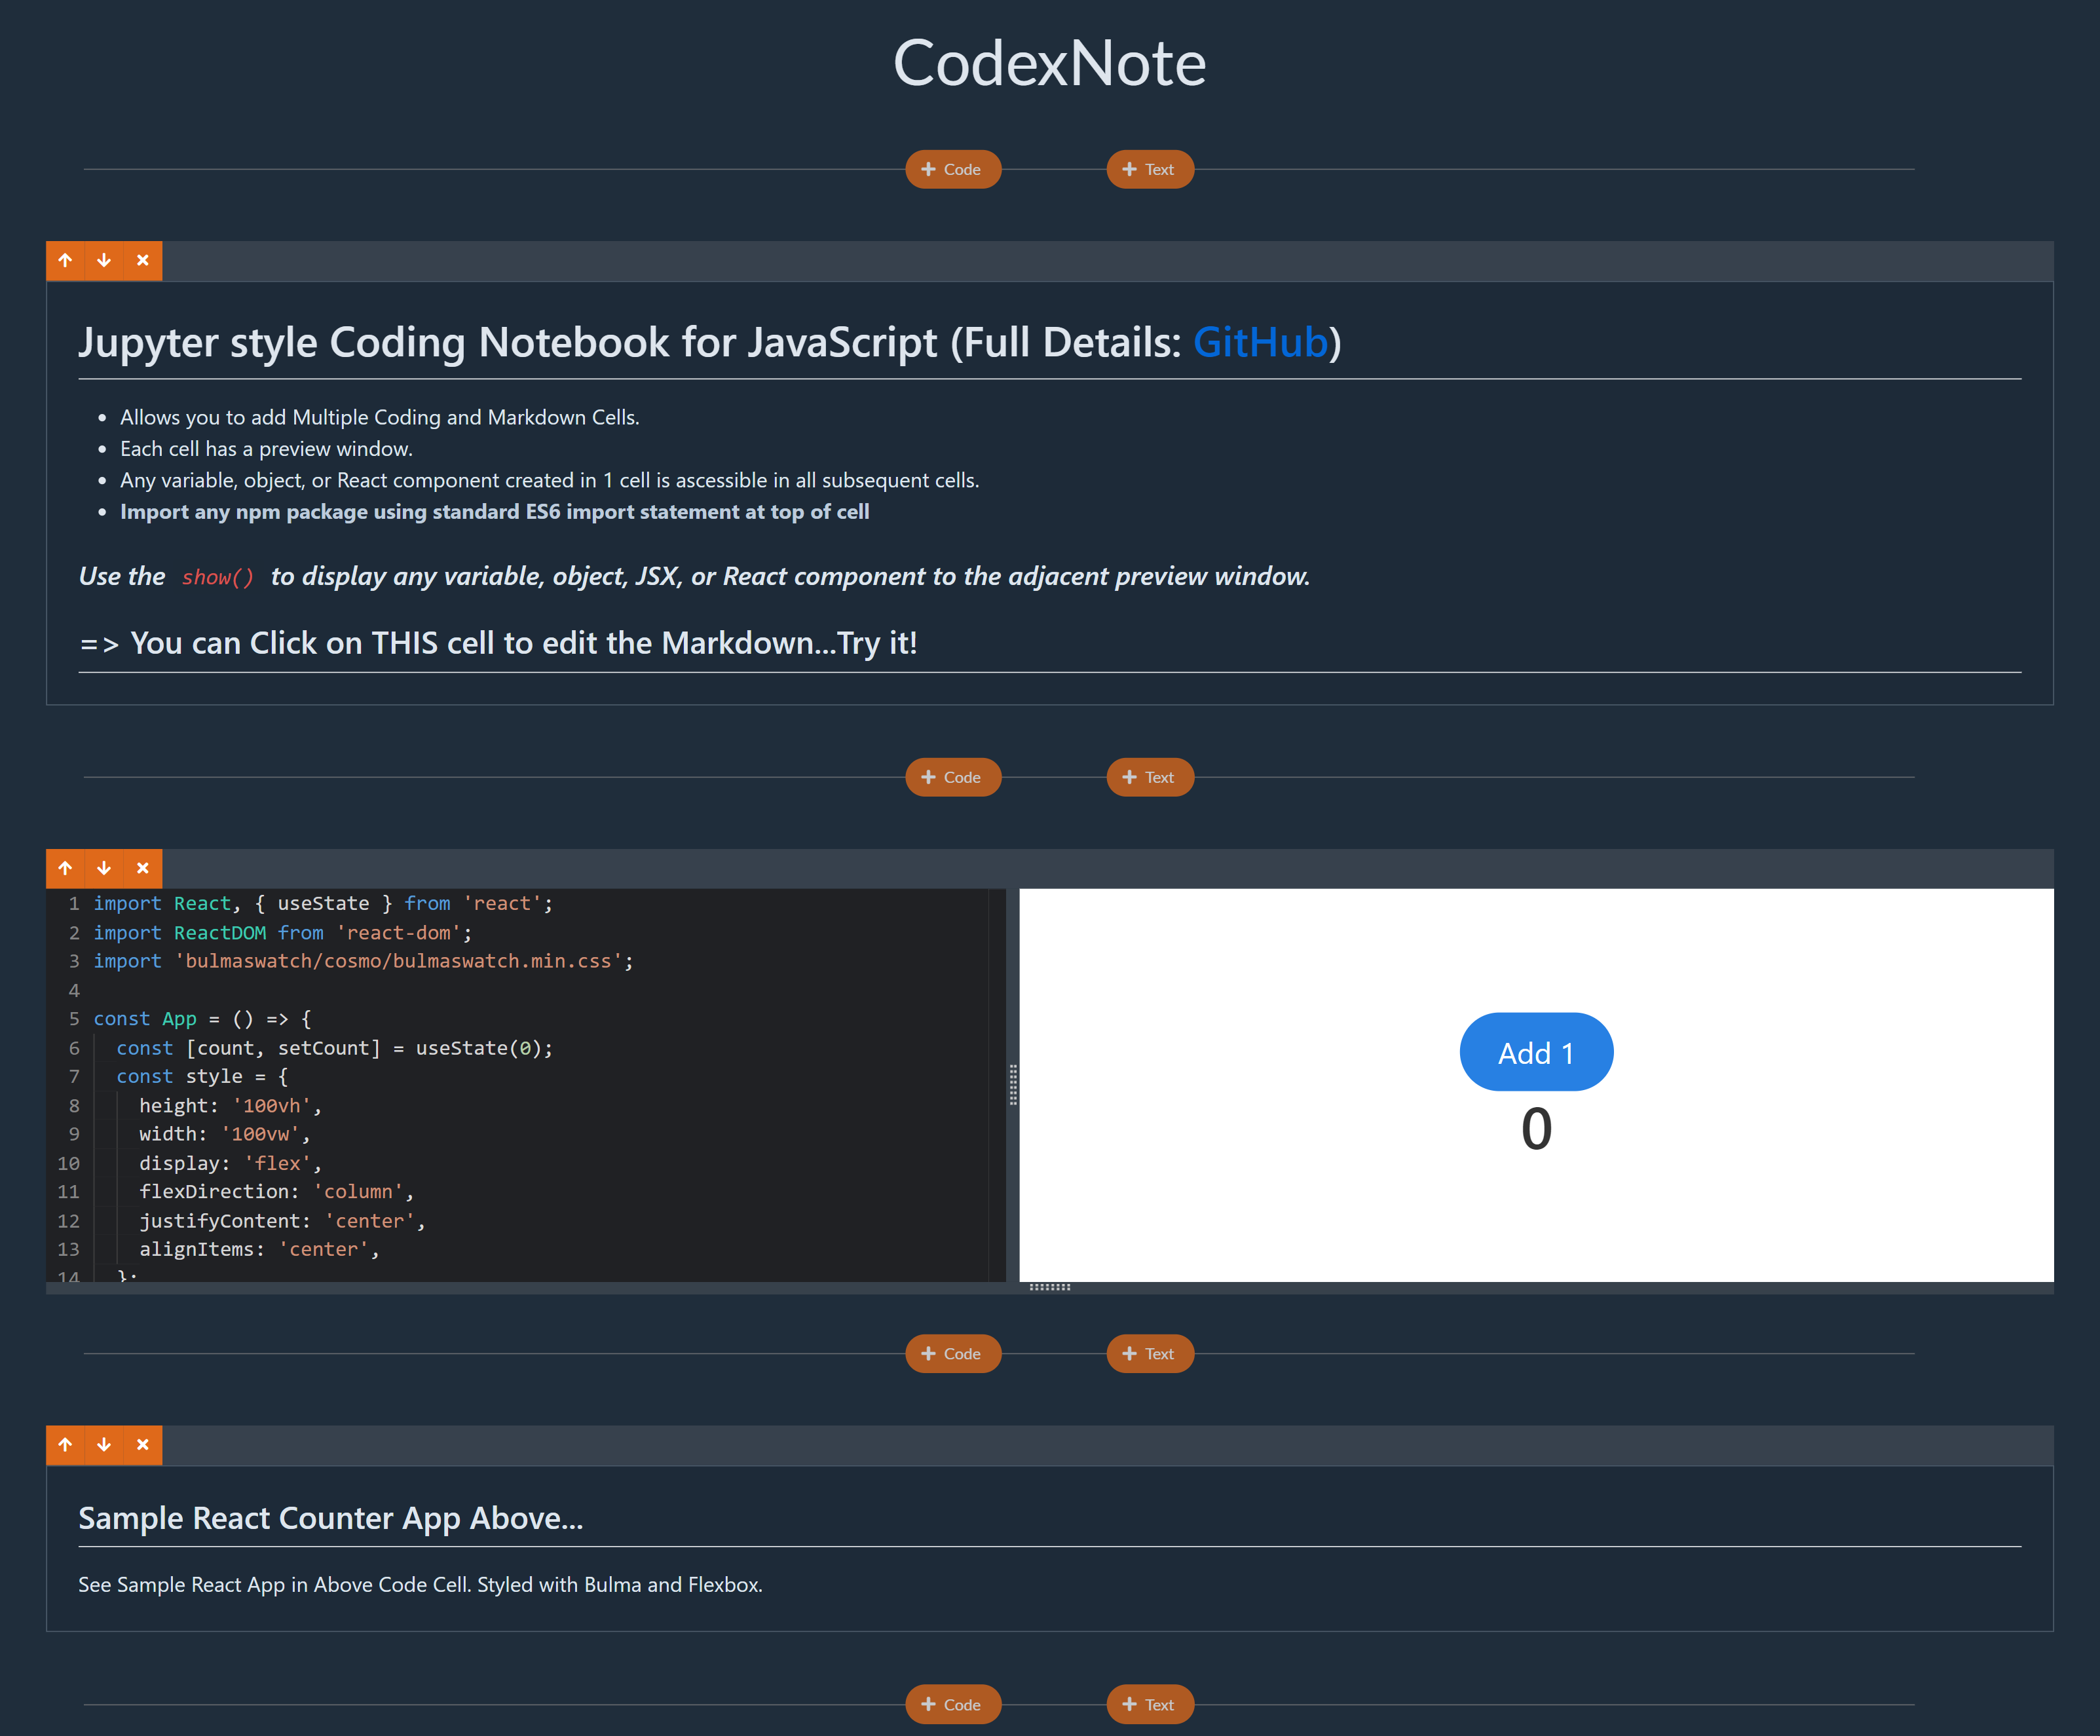 CodexNote
Code Text
Jupyter style Coding Notebook for JavaScript (Full Details: GitHub)
Allows you to add Multiple Coding and Markdown Cells.
Each cell has a preview window.
Any variable, object, or React component created in 1 cell is ascessible in all subsequent cells.
Import any npm package using standard ES6 import statement at top of cell
Use the show() to display any variable, object, JSX, or React component to the adjacent preview window.
=> You can Click on THIS cell to edit the Markdown...Try it!
Code Text
1 import React, { useState } from 'react';
2 import ReactDOM from 'react-dom';
3 import 'bulmaswatch/cosmo/bulmaswatch.min.css';
4
5 const App = () => {
6 const [count, setCount] = useState(0);
7 const style = {
8 height: '100vh',
9 width: '100vw',
10 display: 'flex',
11 flexDirection: 'column',
12 justifyContent: 'center',
13 alignItems: 'center',
14 };
Add 1
0
Code Text
Sample React Counter App Above...
See Sample React App in Above Code Cell. Styled with Bulma and Flexbox.
Code Text